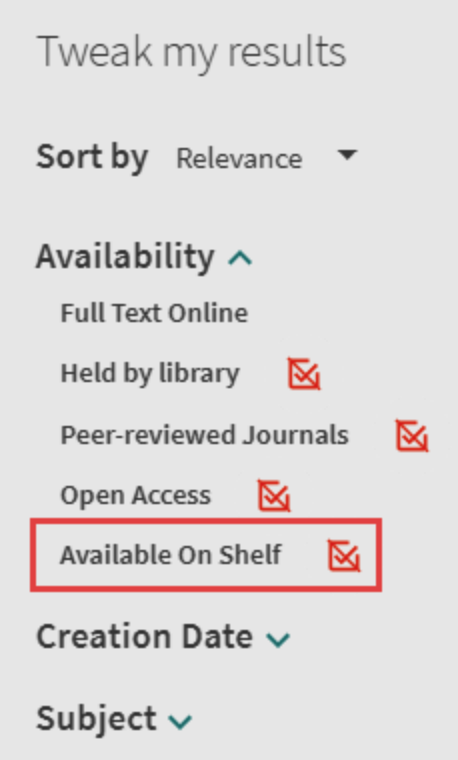 Tweak my results
Sort by Relevance
Availability
Full Text Online
Held by library
Peer-reviewed Journals
Open Access
Available On Shelf
Creation Date
Subject